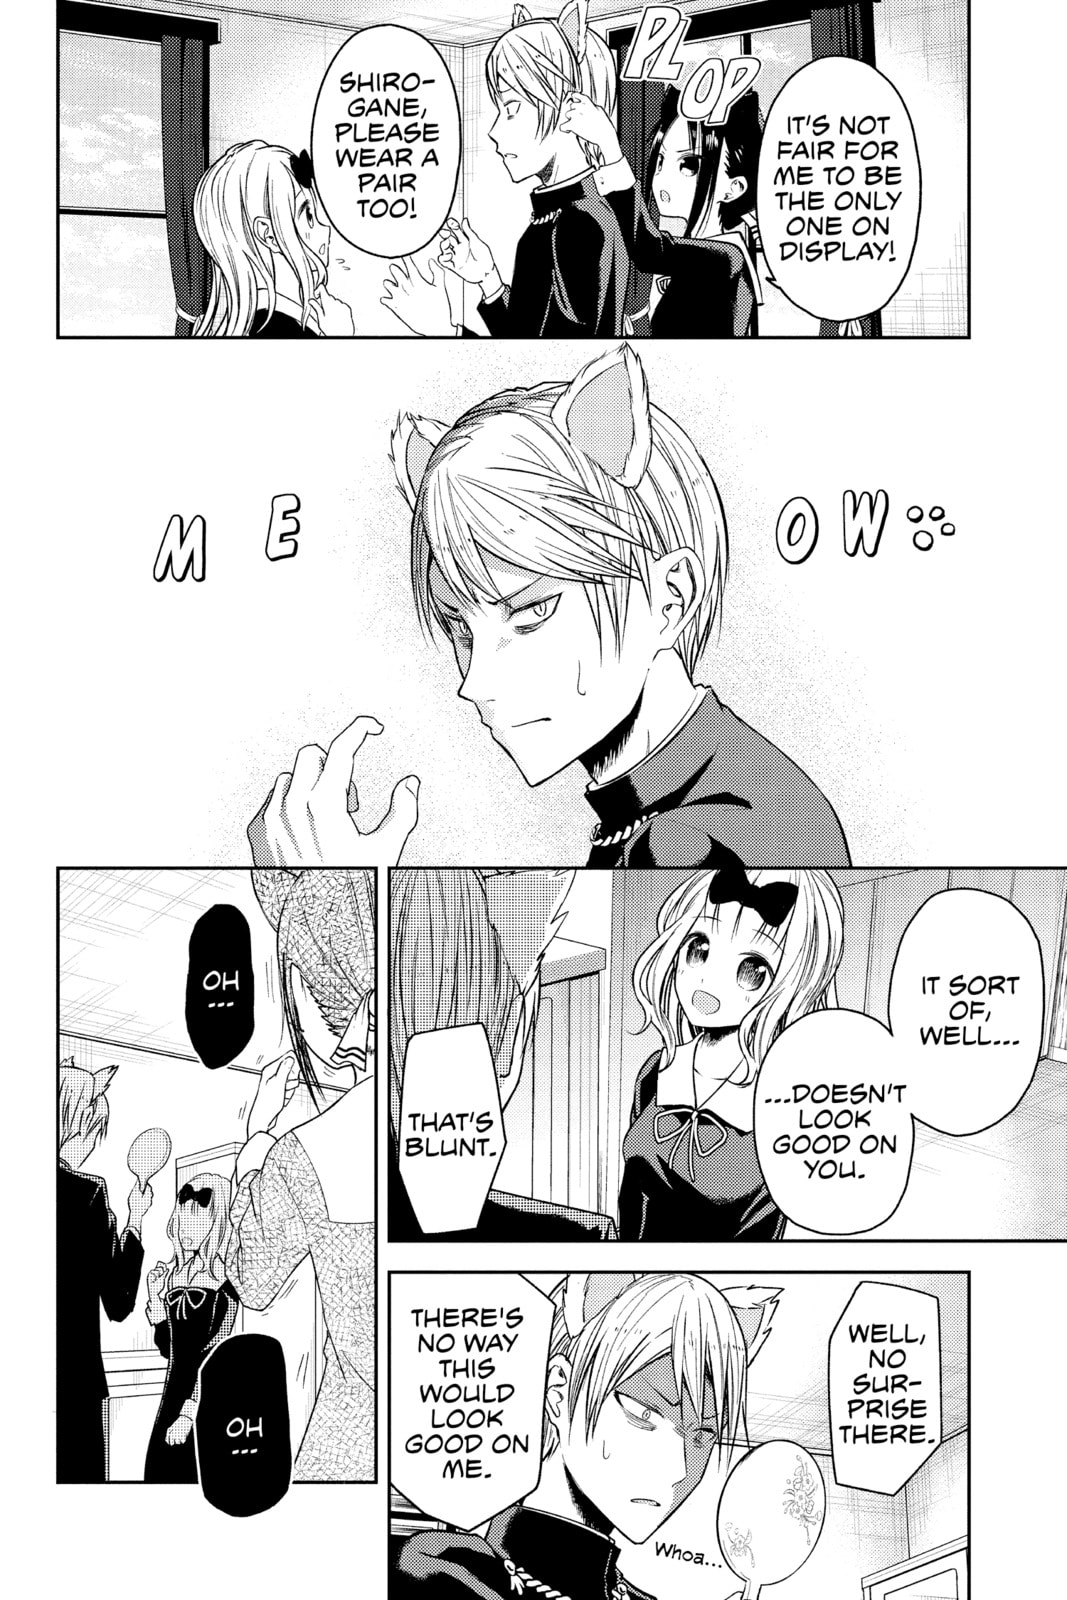 IT'S NOT
FAIR FOR
ME TO BE
THE ONLY
ONE ON
DISPLAY!
PLOP
SHIRO-
GANE,
PLEASE
WEAR A
PAIR
TOO!
MEOW
IT SORT
OF,
WELL...
...DOESN'T
LOOK
GOOD ON
YOU.
THAT'S
BLUNT.
WELL,
NO
SUR-
PRISE
THERE.
Whoa...
THERE'S
NO WAY
THIS
WOULD
LOOK
GOOD ON
ME.
OH
...
OH
...